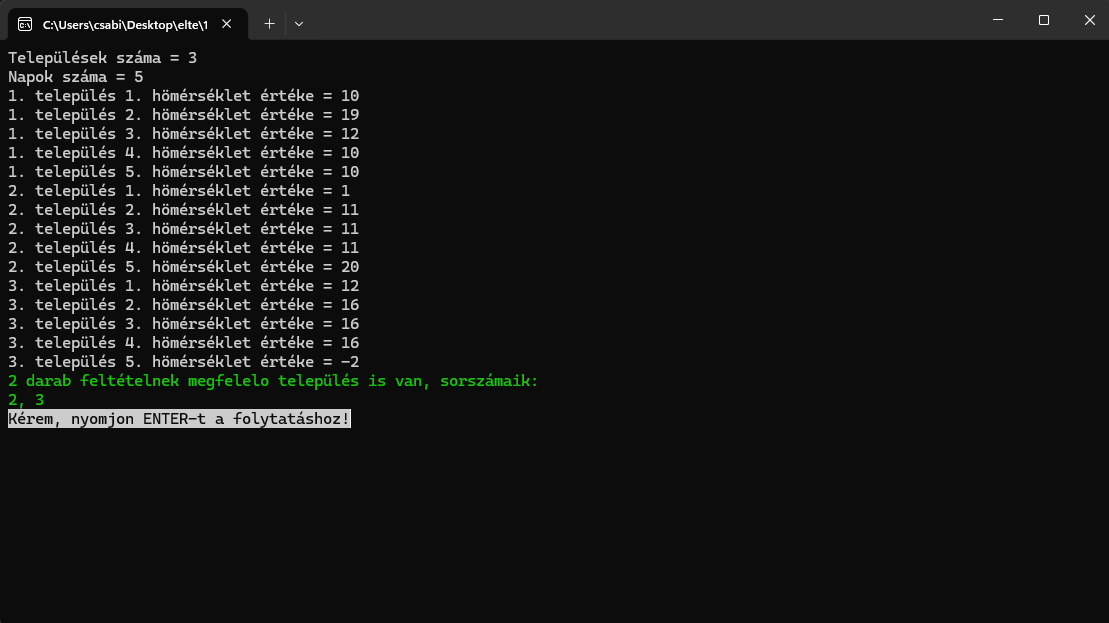 C:\Users\csabi\Desktop\elte\1
Települések száma = 3
Napok száma = 5
1. település 1. hömérséklet értéke = 10
1. település 2. hömérséklet értéke = 19
1. település 3. hömérséklet értéke = 12
1. település 4. hömérséklet értéke = 10
1. település 5. hömérséklet értéke = 10
2. település 1. hömérséklet értéke = 1
2. település 2. hömérséklet értéke = 11
2. település 3. hömérséklet értéke = 11
2. település 4. hömérséklet értéke = 11
2. település 5. hömérséklet értéke = 20
3. település 1. hömérséklet értéke = 12
3. település 2. hömérséklet értéke = 16
3. település 3. hömérséklet értéke = 16
3. település 4. hömérséklet értéke = 16
3. település 5. hömérséklet értéke = -2
2 darab feltételnek megfelelo település is van, sorszámaik:
2, 3
Kérem, nyomjon ENTER-t a folytatáshoz!